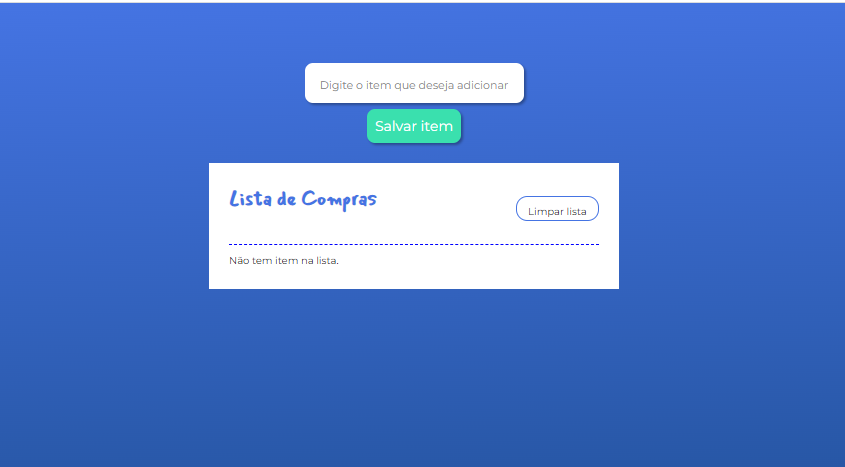 Digite o item que deseja adicionar
Salvar item
Lista de Compras
Limpar lista
Não tem item na lista.